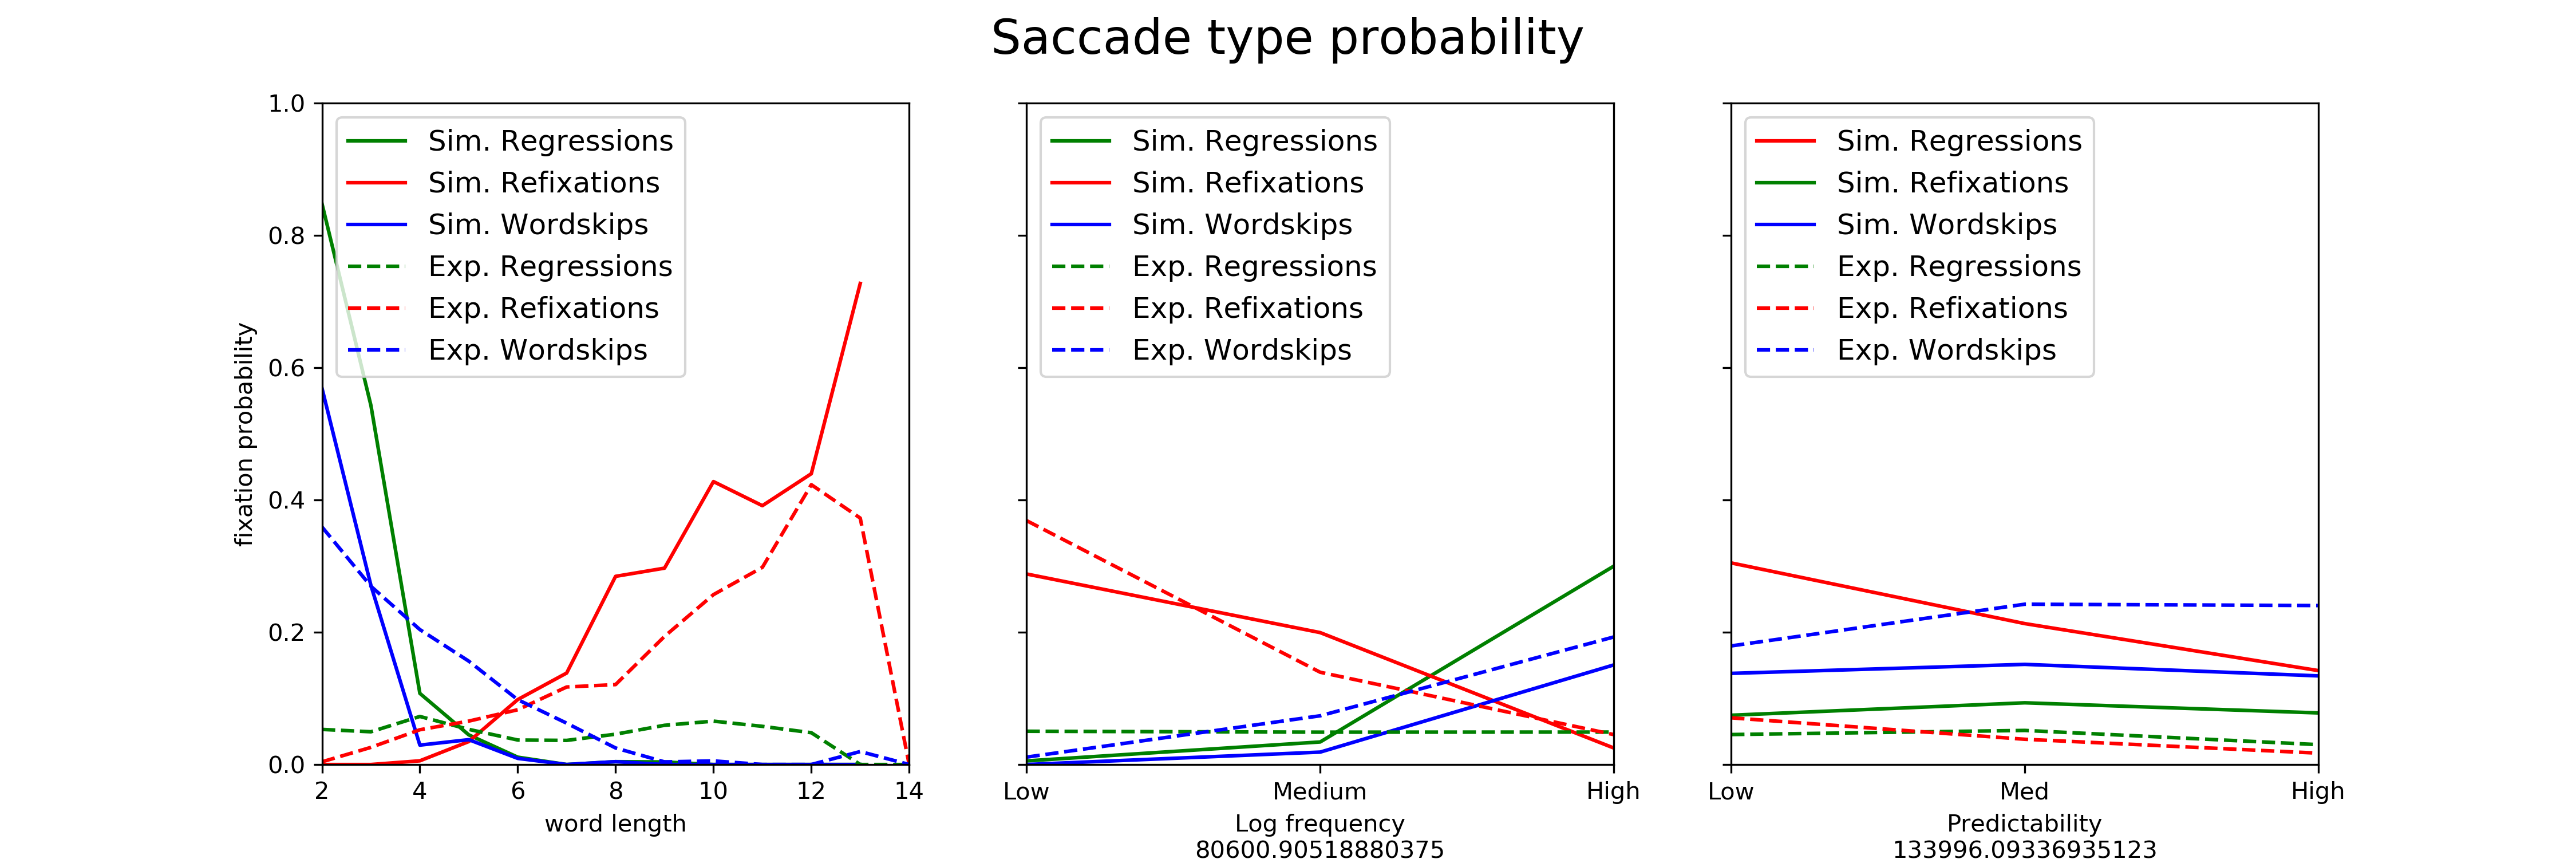 Saccade type probability
fixation probability
1.0
0.8
0.6
0.4
0.2
0.0
Sim. Regressions
Sim. Refixations
Sim. Wordskips
Exp. Regressions
Exp. Refixations
Exp. Wordskips
2 4 6 8 10 12 14
word length
Sim. Regressions
Sim. Refixations
Sim. Wordskips
Exp. Regressions
Exp. Refixations
Exp. Wordskips
Low Medium High
Log frequency
80600.90518880375
Sim. Regressions
Sim. Refixations
Sim. Wordskips
Exp. Regressions
Exp. Refixations
Exp. Wordskips
Low Med High
Predictability
133996.09336935123